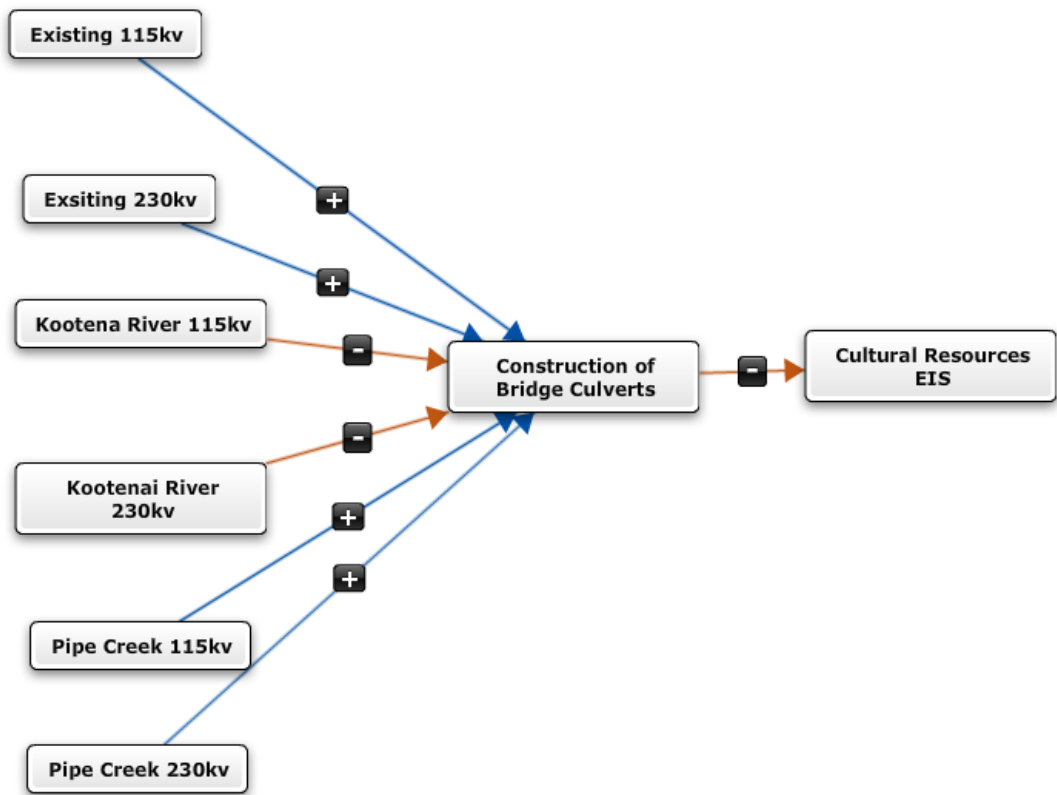 Existing 115kv
+
Exsiting 230kv
+
Kootena River 115kv
-
Construction of
Bridge Culverts
-
Cultural Resources
EIS
-
Kootenai River
230kv
+
+
Pipe Creek 115kv
Pipe Creek 230kv